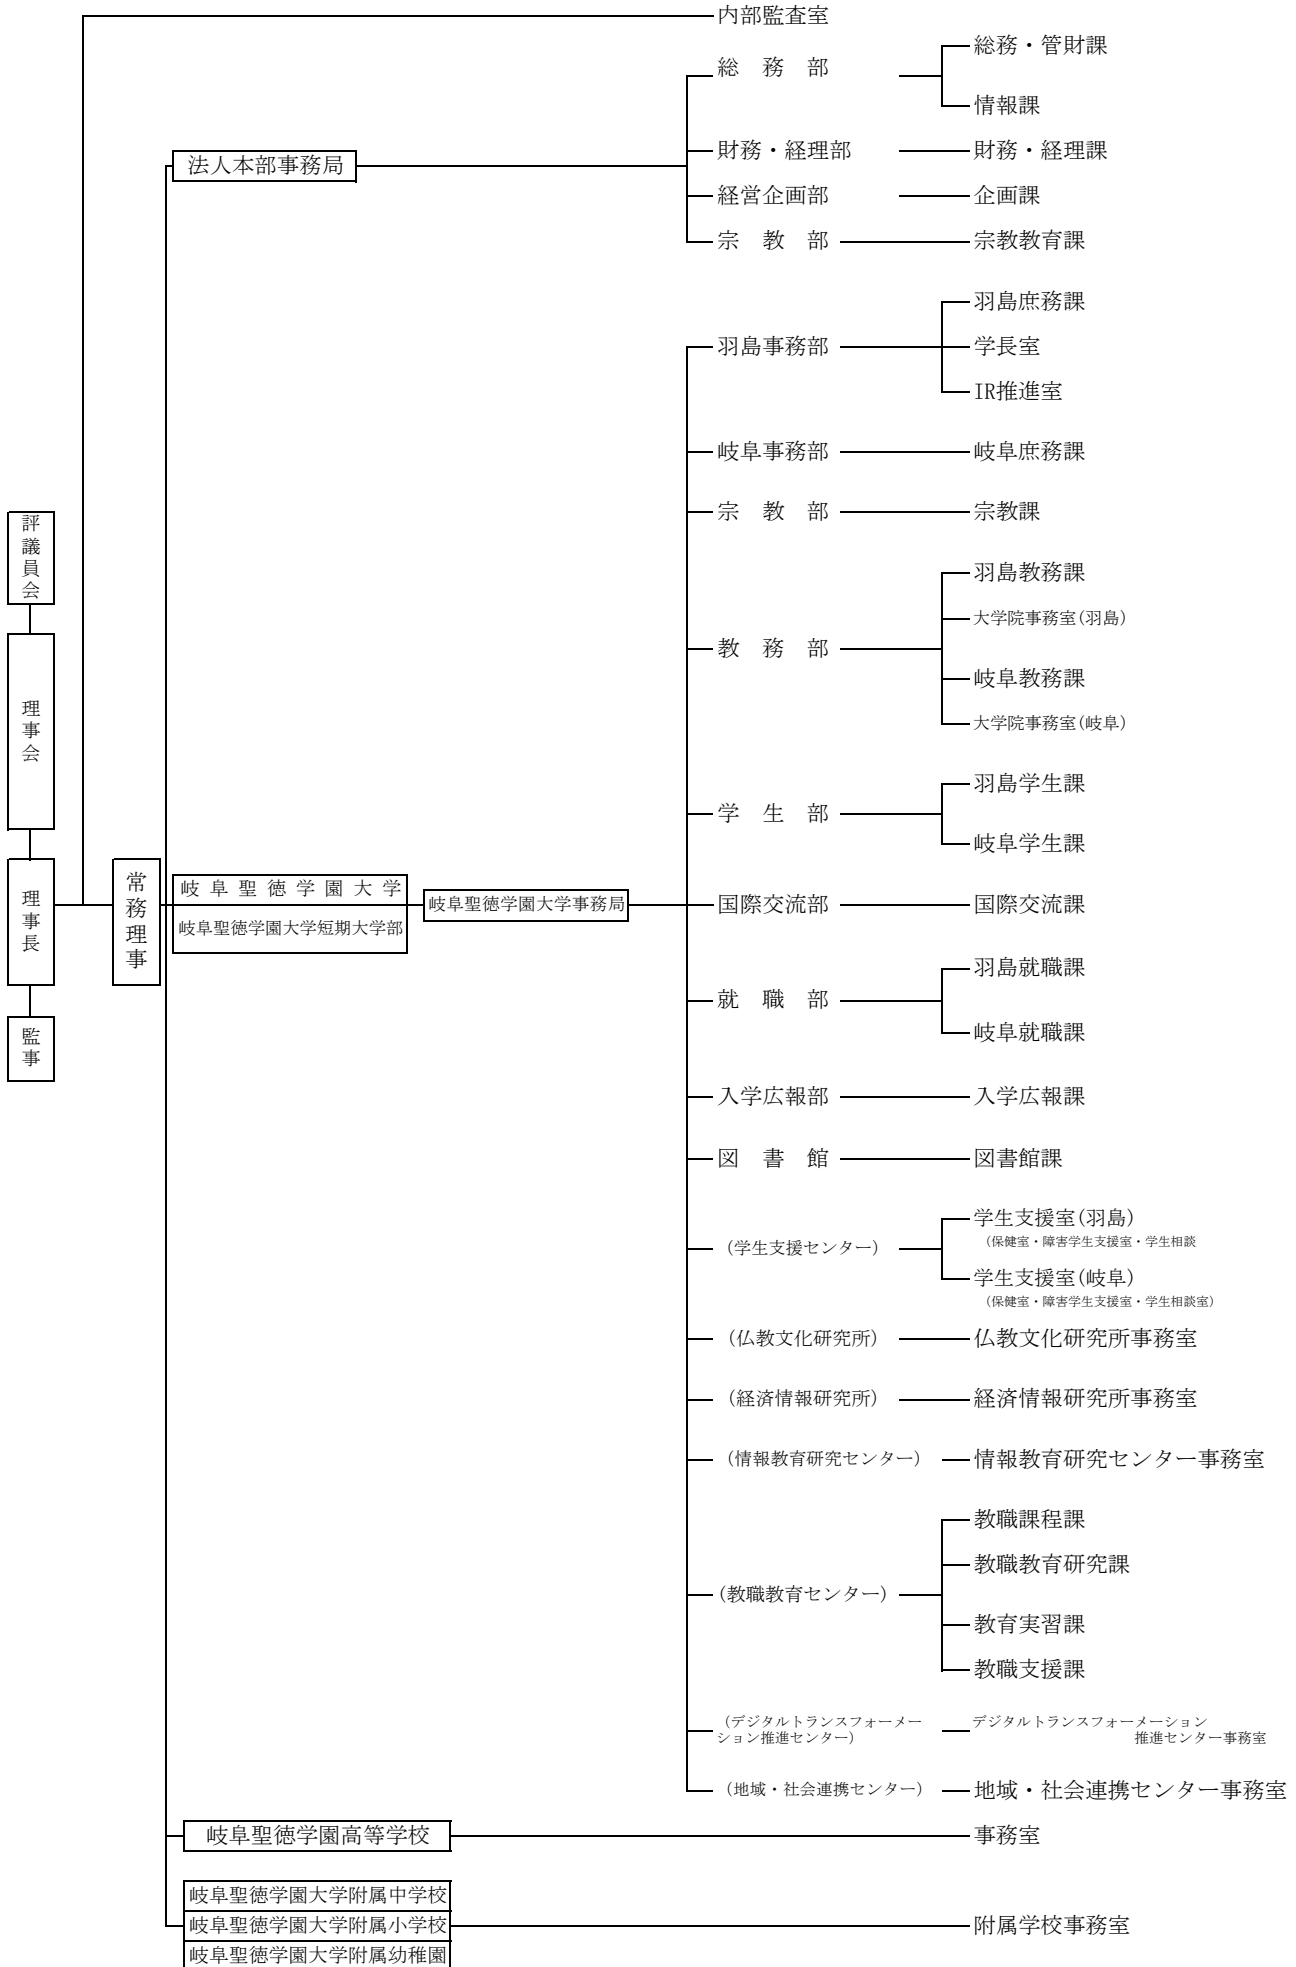 内部監査室
総　務　部
総務・管財課
情報課
法人本部事務局
財務・経理部
財務・経理課
経営企画部
企画課
宗　教　部
宗教教育課
羽島事務部
羽島庶務課
学長室
IR推進室
岐阜事務部
岐阜庶務課
宗　教　部
宗教課
評議員会
理事会
理事長
監事
常務理事
岐阜聖徳学園大学
岐阜聖徳学園大学短期大学部
岐阜聖徳学園大学事務局
教　務　部
羽島教務課
大学院事務室(羽島)
岐阜教務課
大学院事務室(岐阜)
学　生　部
羽島学生課
岐阜学生課
国際交流部
国際交流課
就　職　部
羽島就職課
岐阜就職課
入学広報部
入学広報課
図　書　館
図書館課
(学生支援センター)
学生支援室(羽島)
(保健室・障害学生支援室・学生相談
学生支援室(岐阜)
(保健室・障害学生支援室・学生相談室)
(仏教文化研究所)
仏教文化研究所事務室
(経済情報研究所)
経済情報研究所事務室
(情報教育研究センター)
情報教育研究センター事務室
(教職教育センター)
教職課程課
教職教育研究課
教育実習課
教職支援課
(デジタルトランスフォーメー
ション推進センター)
デジタルトランスフォーメーション
推進センター事務室
(地域・社会連携センター)
地域・社会連携センター事務室
岐阜聖徳学園高等学校
事務室
岐阜聖徳学園大学附属中学校
岐阜聖徳学園大学附属小学校
岐阜聖徳学園大学附属幼稚園
附属学校事務室